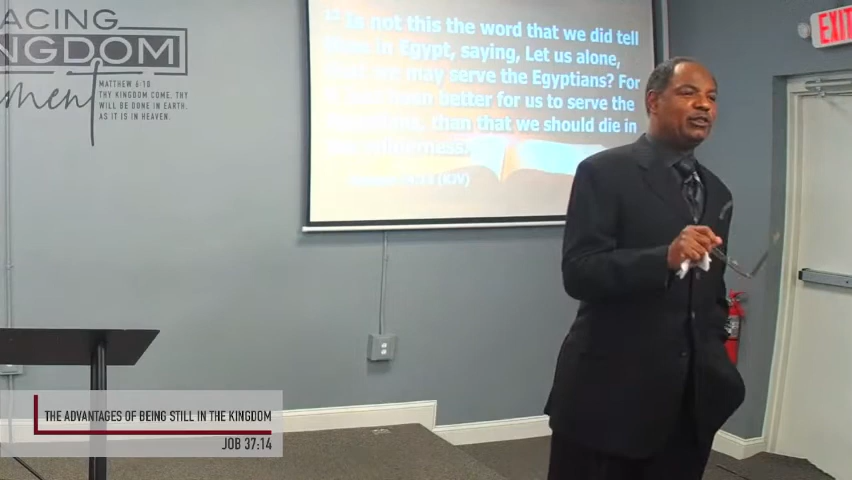 ACING
NGDOM
ment
MATTHEW 6:10
THY KINGDOM COME. THY
WILL BE DONE IN EARTH,
AS IT IS IN HEAVEN.
12 Is not this the word that we did tell
in Egypt, saying, Let us alone,
we may serve the Egyptians? For
better for us to serve the
than that we should die in
wilderness.
(KJV)
EXIT
THE ADVANTAGES OF BEING STILL IN THE KINGDOM
JOB 37:14